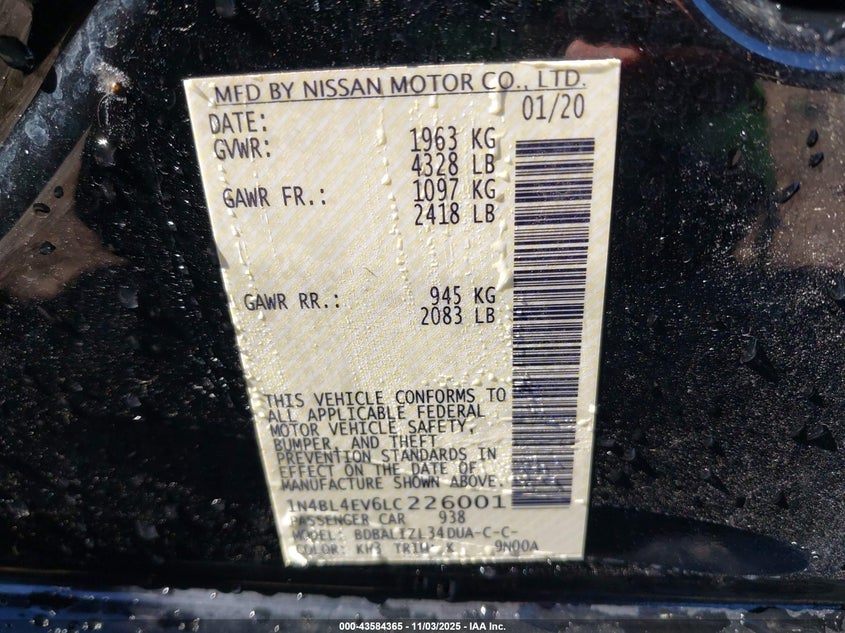 MFD BY NISSAN MOTOR CO., LTD.
DATE: 01/20
GVWR: 1963 KG
4328 LB
GAWR FR.: 1097 KG
2418 LB
GAWR RR.: 945 KG
2083 LB
THIS VEHICLE CONFORMS TO
ALL APPLICABLE FEDERAL
MOTOR VEHICLE SAFETY,
BUMPER, AND THEFT
PREVENTION STANDARDS IN
EFFECT ON THE DATE OF
MANUFACTURE SHOWN ABOVE.
1N4BL4EV6LC226001
PASSENGER CAR 938
MODEL: BDBALIZL34DUA-C-C-
COLOR: KH3 TRIM: K 9N00A
000-43584365 - 11/03/2025 - IAA Inc.